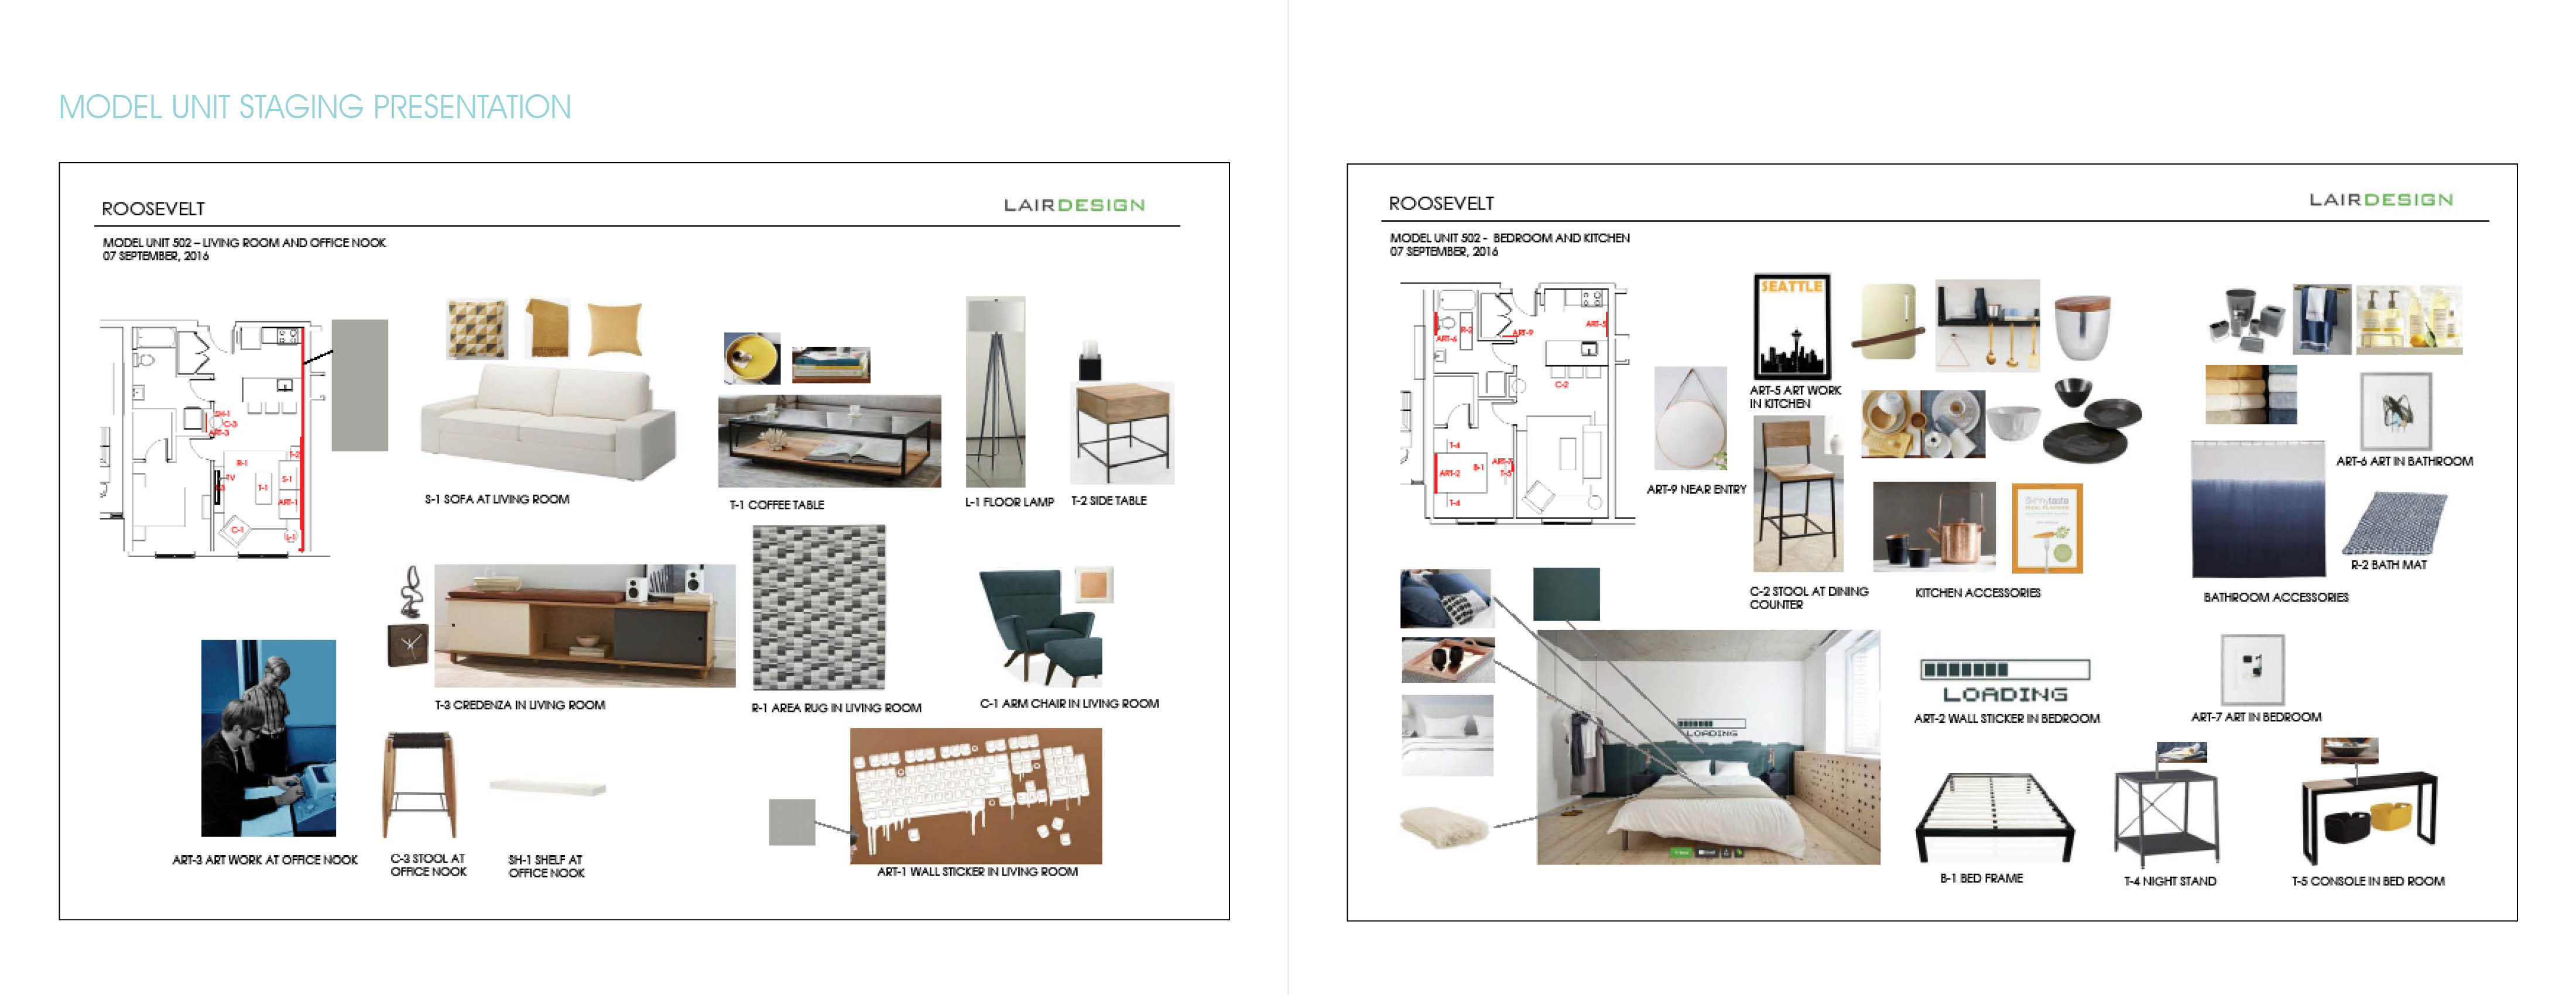 MODEL UNIT STAGING PRESENTATION
ROOSEVELT
LAIRDESIGN
MODEL UNIT 502 – LIVING ROOM AND OFFICE NOOK
07 SEPTEMBER, 2016
SH-1
C-3
ART-3
T-2
R-1
TV
S-1
T-1
ART-1
C-1
L-1
S-1 SOFA AT LIVING ROOM
T-1 COFFEE TABLE
L-1 FLOOR LAMP
T-2 SIDE TABLE
T-3 CREDENZA IN LIVING ROOM
R-1 AREA RUG IN LIVING ROOM
C-1 ARM CHAIR IN LIVING ROOM
ART-3 ART WORK AT OFFICE NOOK
C-3 STOOL AT
OFFICE NOOK
SH-1 SHELF AT
OFFICE NOOK
ART-1 WALL STICKER IN LIVING ROOM
ROOSEVELT
LAIRDESIGN
MODEL UNIT 502 - BEDROOM AND KITCHEN
07 SEPTEMBER, 2016
R-2
ART-9
ART-5
ART-6
C-2
T-4
ART-2
B-1
ART-7
T-5
T-4
SEATTLE
ART-5 ART WORK
IN KITCHEN
ART-9 NEAR ENTRY
C-2 STOOL AT DINING
COUNTER
skinnytaste
KITCHEN ACCESSORIES
ART-6 ART IN BATHROOM
R-2 BATH MAT
BATHROOM ACCESSORIES
LOADING
LOADING
ART-2 WALL STICKER IN BEDROOM
ART-7 ART IN BEDROOM
B-1 BED FRAME
T-4 NIGHT STAND
T-5 CONSOLE IN BED ROOM